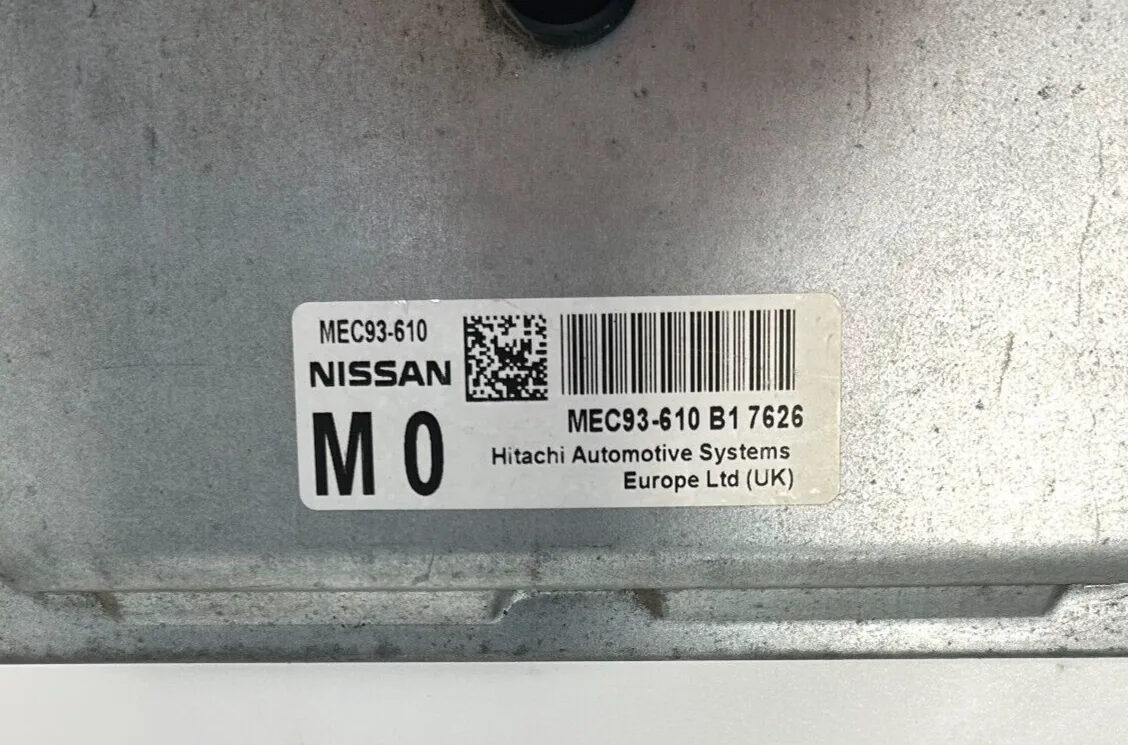 MEC93-610
NISSAN
M 0
MEC93-610 B1 7626
Hitachi Automotive Systems
Europe Ltd (UK)